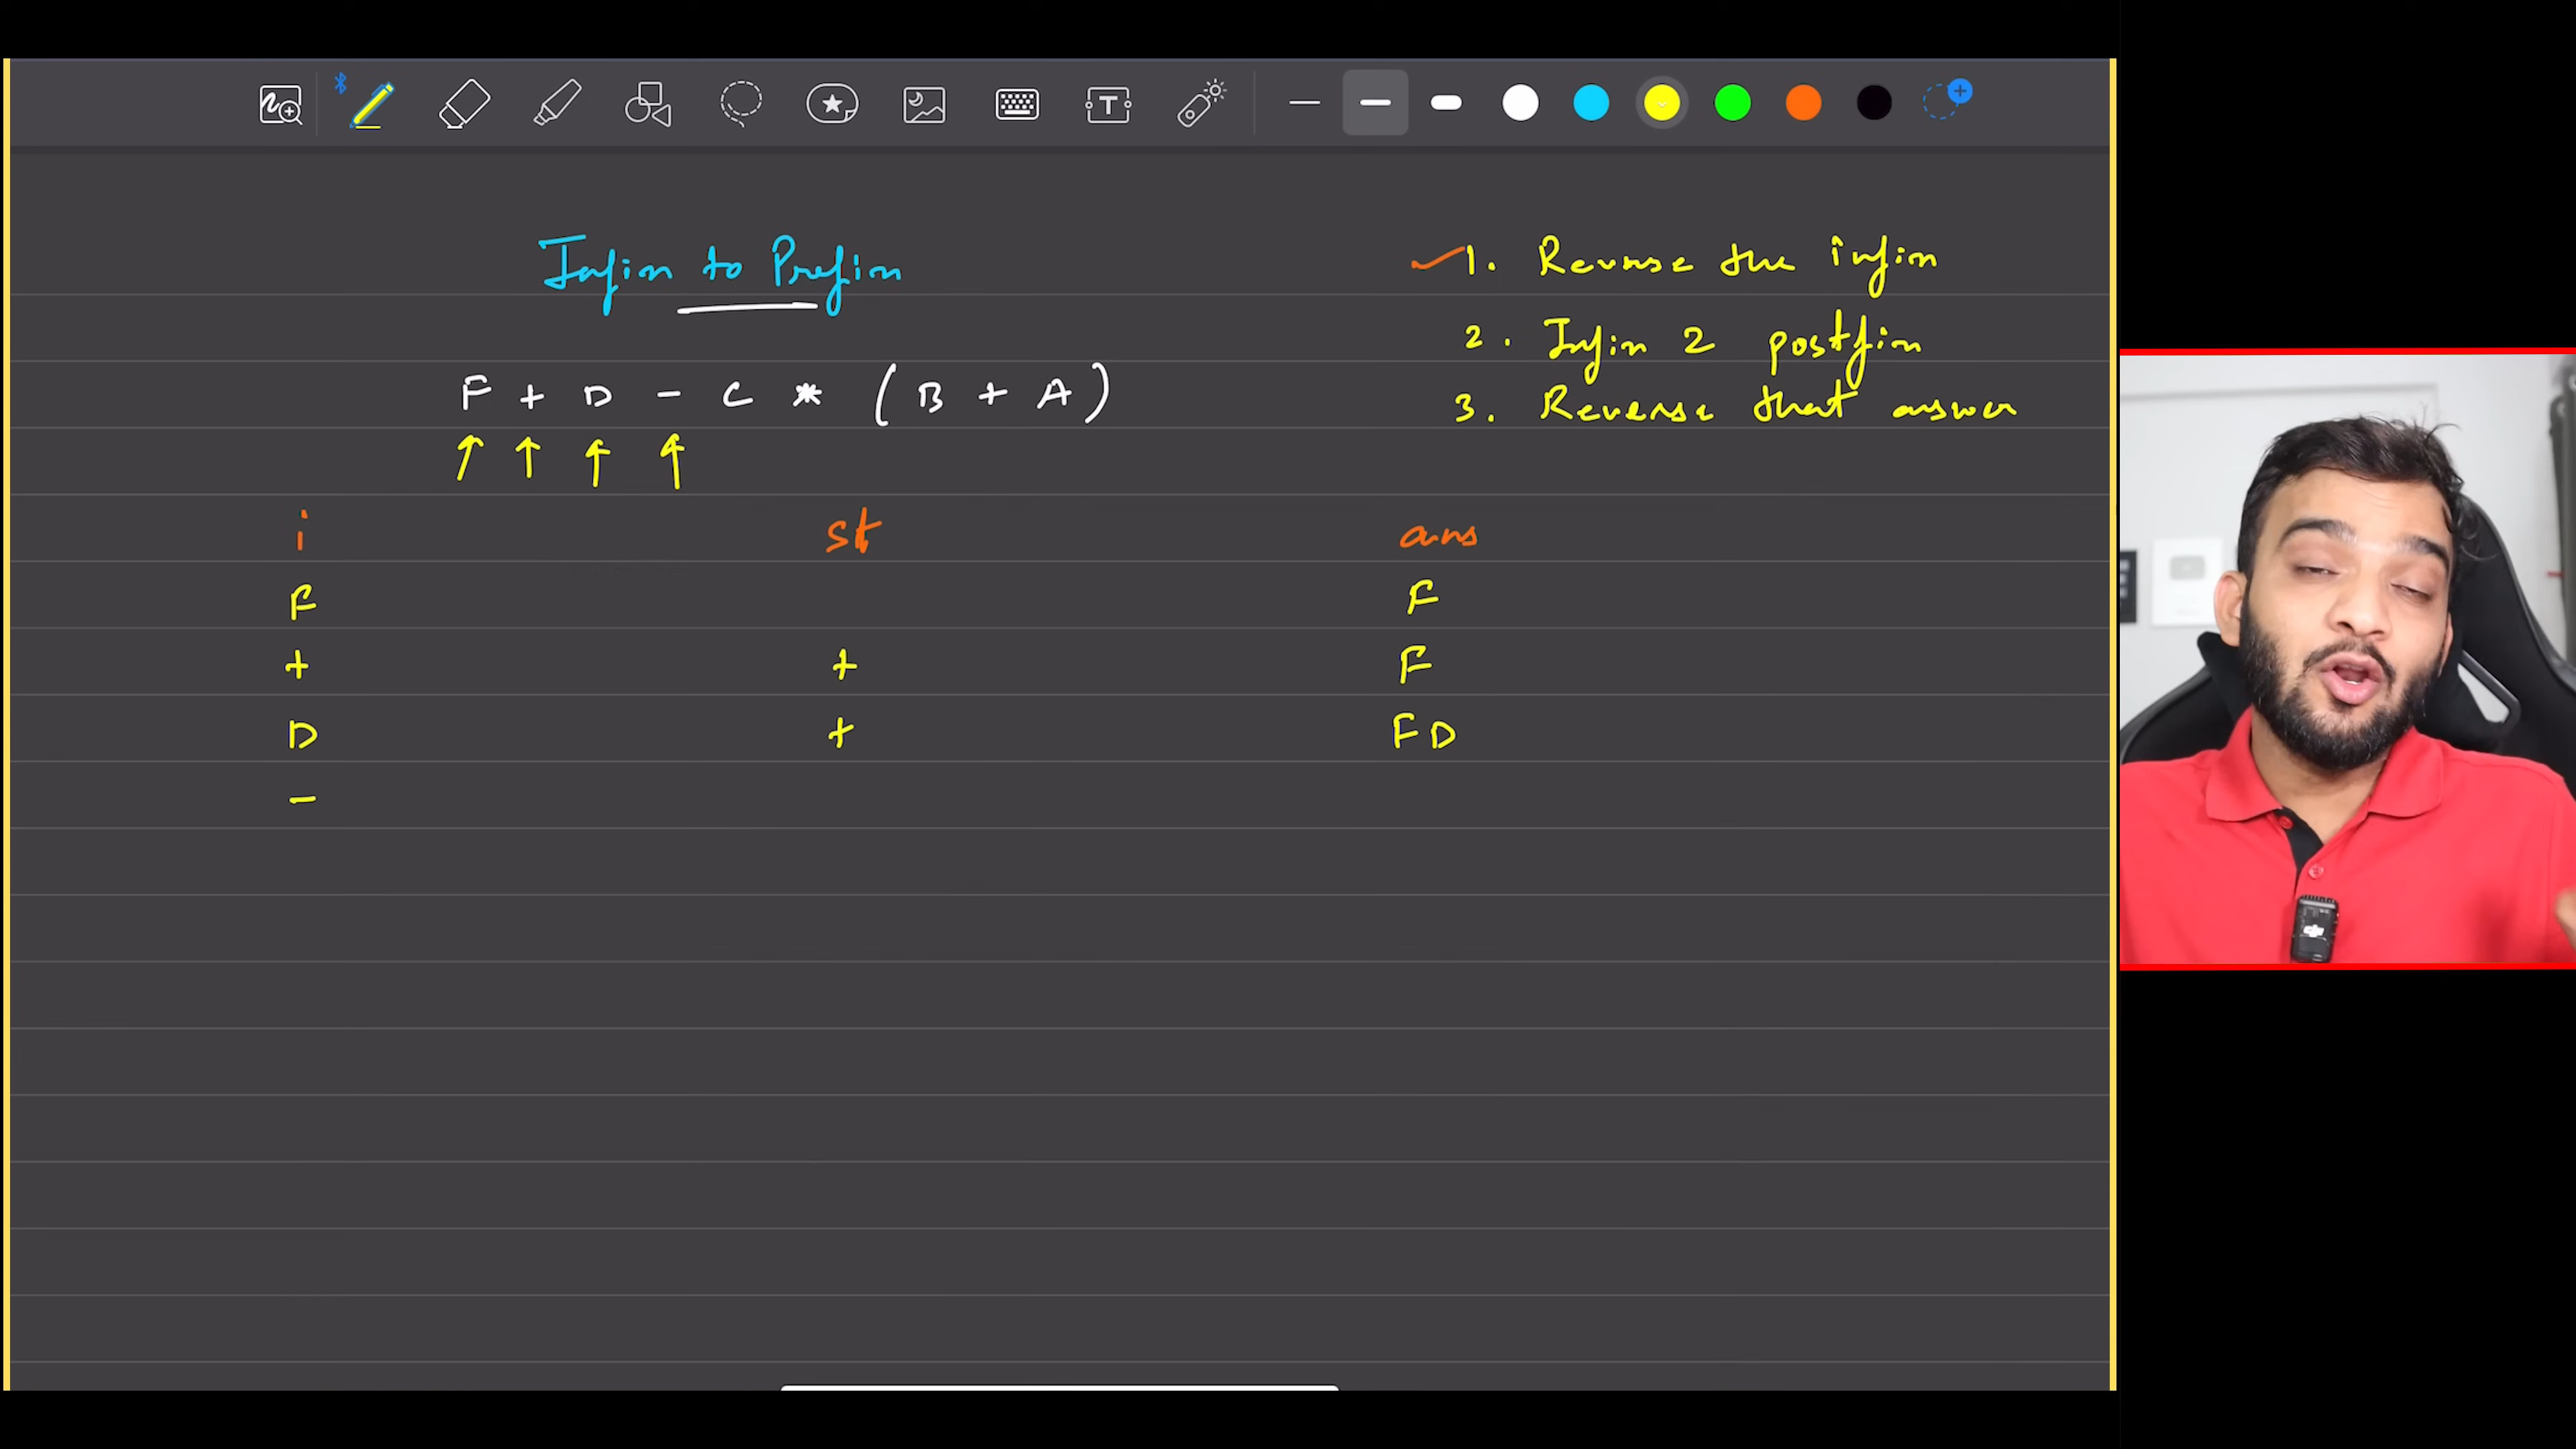 Infix to Prefix
1. Reverse the infix
2. Infix 2 postfix
3. Reverse that answer
F + D - C * (B + A)
i st ans
F F
+ + F
D + FD
-